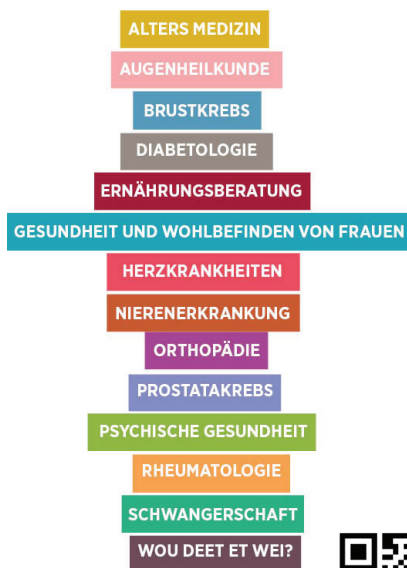 ALTERS MEDIZIN
AUGENHEILKUNDE
BRUSTKREBS
DIABETOLOGIE
ERNÄHRUNGSBERATUNG
GESUNDHEIT UND WOHLBEFINDEN VON FRAUEN
HERZKRANKHEITEN
NIERENERKRANKUNG
ORTHOPÄDIE
PROSTATAKREBS
PSYCHISCHE GESUNDHEIT
RHEUMATOLOGIE
SCHWANGERSCHAFT
WOU DEET ET WEI?